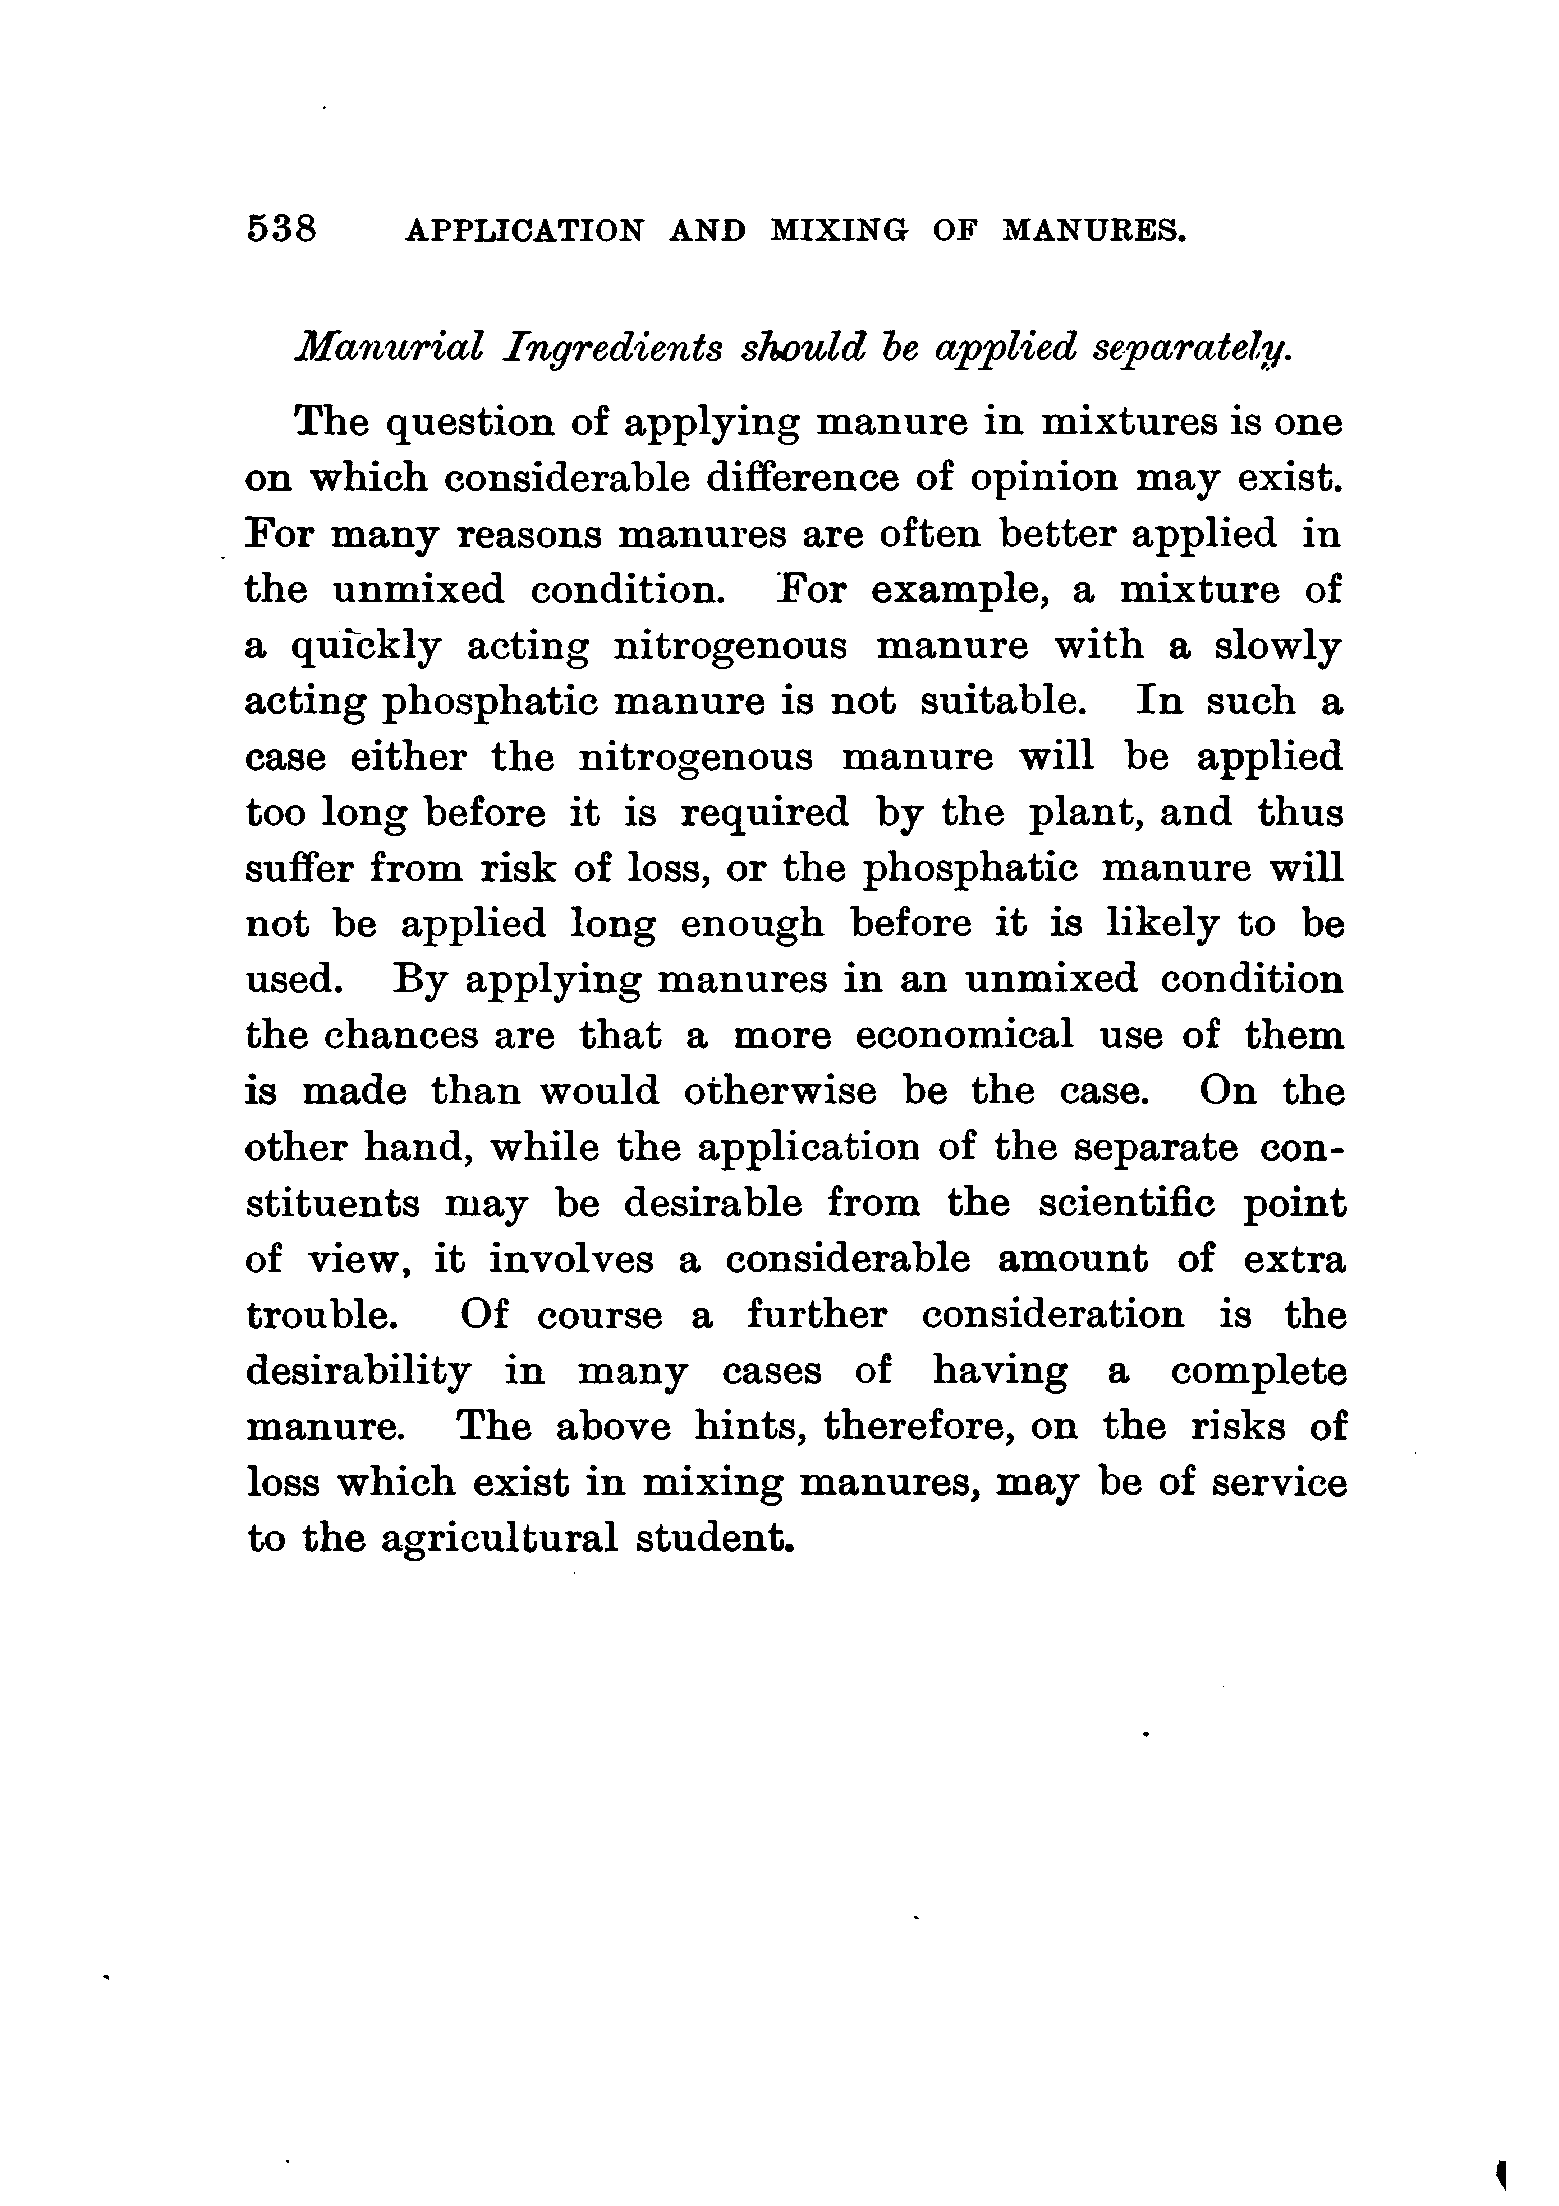 538 APPLICATION AND MIXING OF MANURES.
Manurial Ingredients should be applied separately.
The question of applying manure in mixtures is one
on which considerable difference of opinion may exist.
For many reasons manures are often better applied in
the unmixed condition. For example, a mixture of
a quickly acting nitrogenous manure with a slowly
acting phosphatic manure is not suitable. In such a
case either the nitrogenous manure will be applied
too long before it is required by the plant, and thus
suffer from risk of loss, or the phosphatic manure will
not be applied long enough before it is likely to be
used. By applying manures in an unmixed condition
the chances are that a more economical use of them
is made than would otherwise be the case. On the
other hand, while the application of the separate con-
stituents may be desirable from the scientific point
of view, it involves a considerable amount of extra
trouble. Of course a further consideration is the
desirability in many cases of having a complete
manure. The above hints, therefore, on the risks of
loss which exist in mixing manures, may be of service
to the agricultural student.